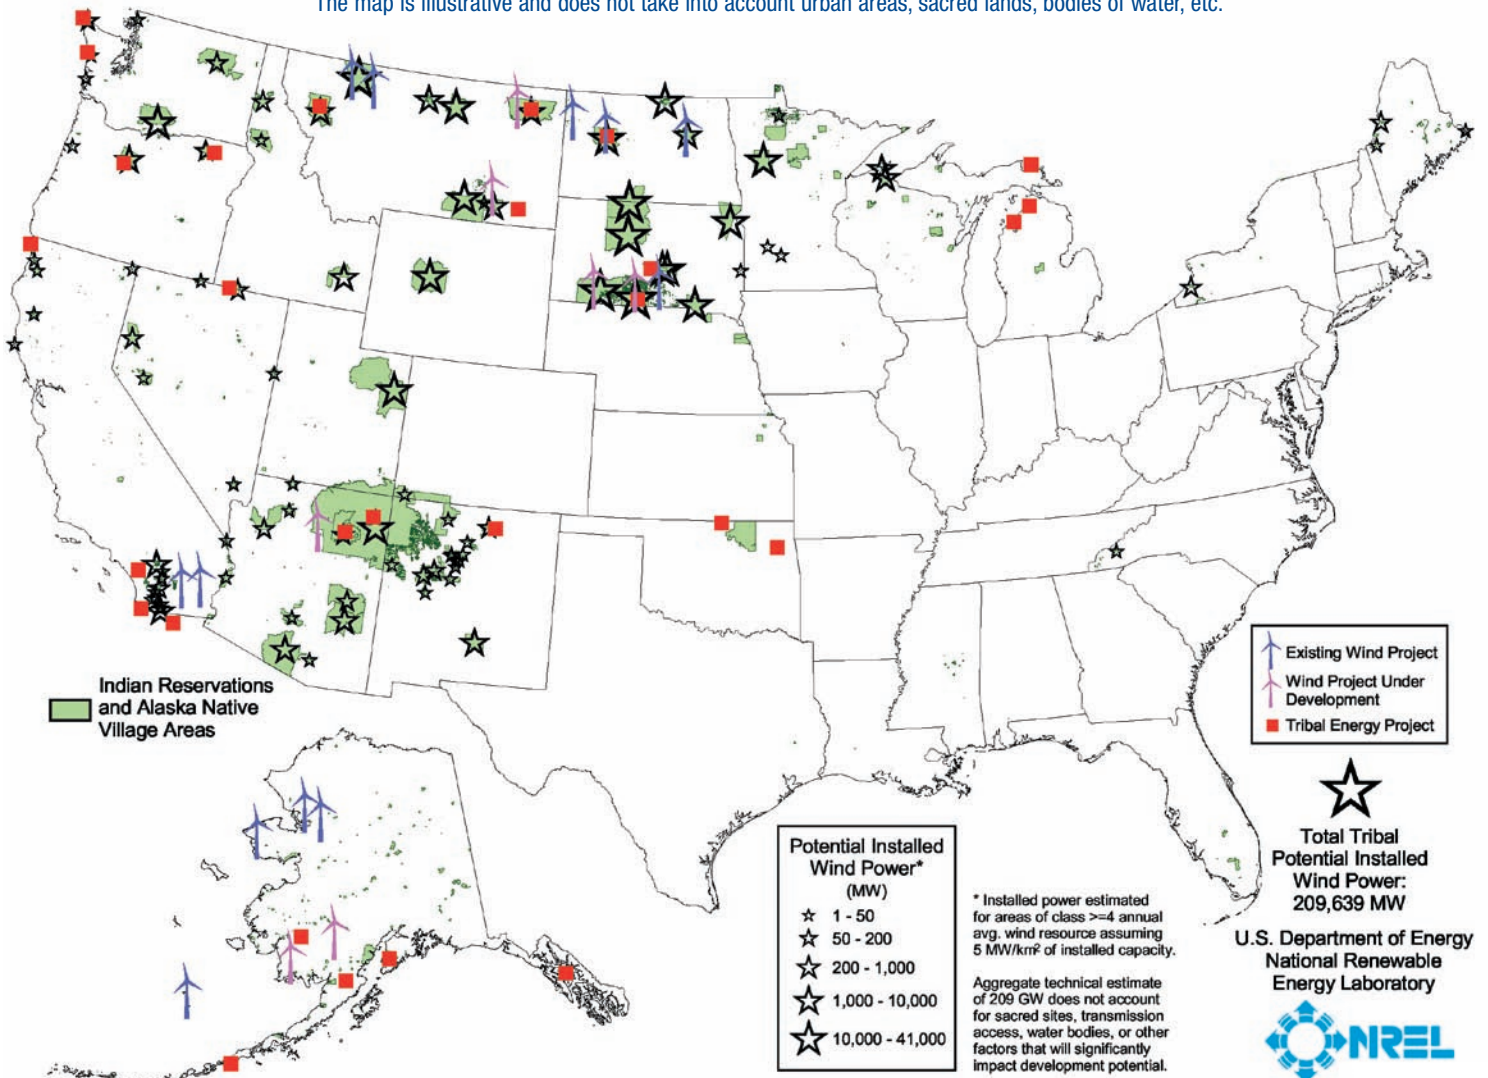 The map is illustrative and does not take into account urban areas, sacred lands, bodies of water, etc.
Indian Reservations
and Alaska Native
Village Areas
Existing Wind Project
Wind Project Under
Development
Tribal Energy Project
Total Tribal
Potential Installed
Wind Power:
209,639 MW
U.S. Department of Energy
National Renewable
Energy Laboratory
NREL
Potential Installed
Wind Power*
(MW)
1 - 50
50 - 200
200 - 1,000
1,000 - 10,000
10,000 - 41,000
* Installed power estimated
for areas of class >=4 annual
avg. wind resource assuming
5 MW/km² of installed capacity.
Aggregate technical estimate
of 209 GW does not account
for sacred sites, transmission
access, water bodies, or other
factors that will significantly
impact development potential.